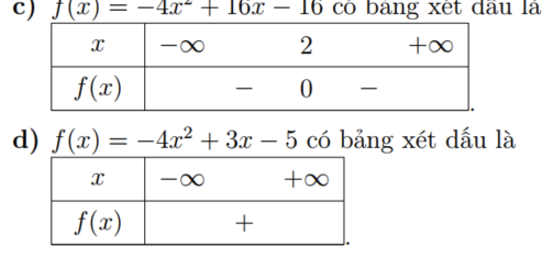 c) f(x) = −4x² + 16x − 16 có bảng xét dấu là
x −∞ 2 +∞
f(x) − 0 − .
d) f(x) = −4x² + 3x − 5 có bảng xét dấu là
x −∞ +∞
f(x) + .